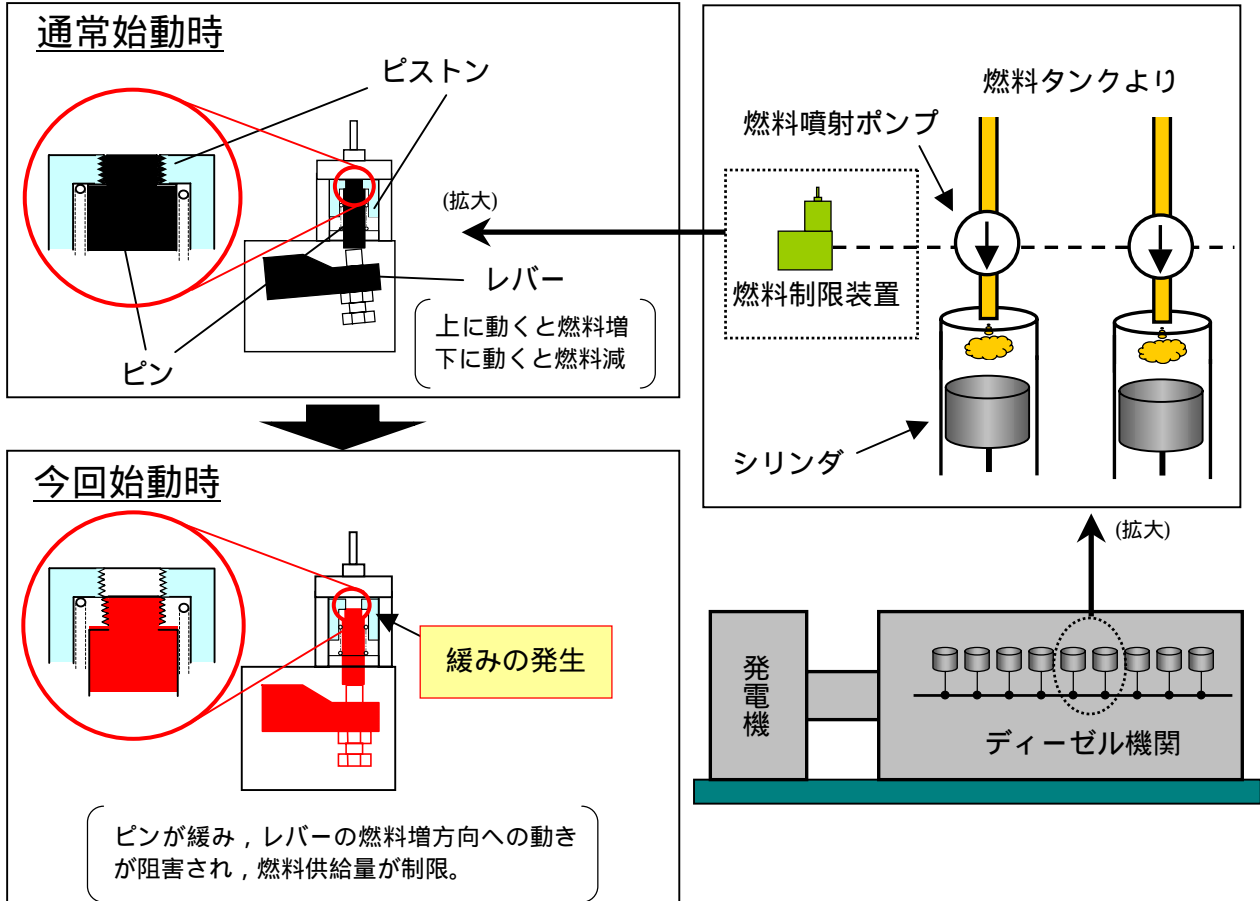 通常始動時
ピストン
(拡大)
レバー
上に動くと燃料増
下に動くと燃料減
ピン
燃料タンクより
燃料噴射ポンプ
燃料制限装置
シリンダ
今回始動時
緩みの発生
ピンが緩み，レバーの燃料増方向への動き
が阻害され，燃料供給量が制限。
(拡大)
発電機
ディーゼル機関